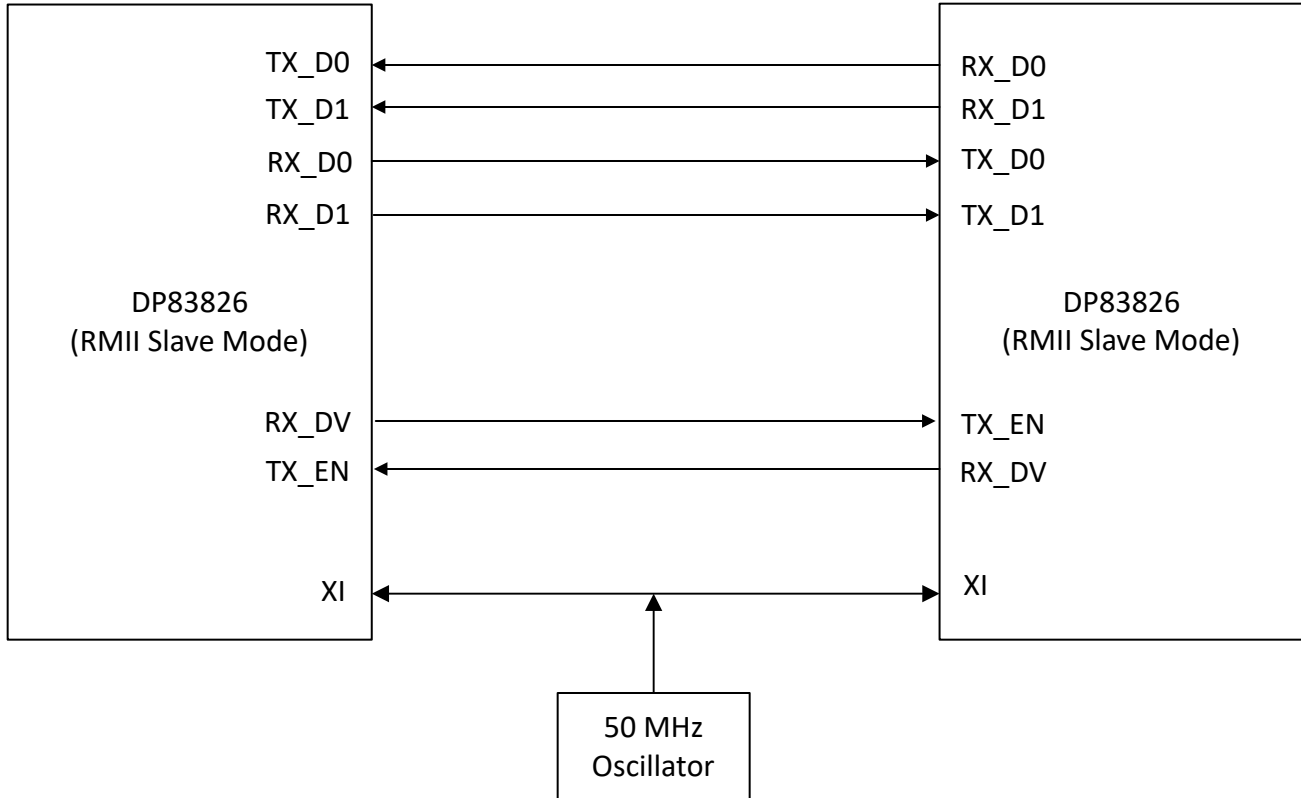 TX_D0
TX_D1
RX_D0
RX_D1
DP83826
(RMII Slave Mode)
RX_DV
TX_EN
XI
RX_D0
RX_D1
TX_D0
TX_D1
DP83826
(RMII Slave Mode)
TX_EN
RX_DV
XI
50 MHz
Oscillator